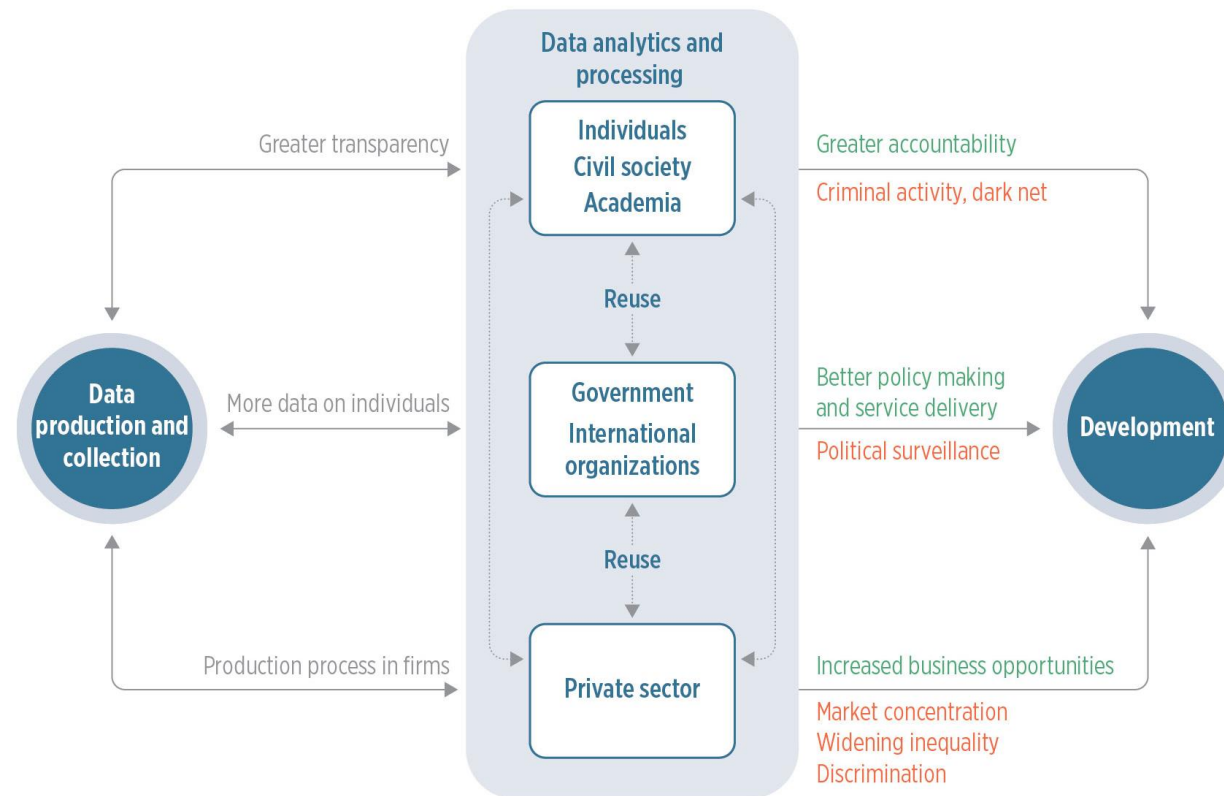 Data analytics and
processing
Individuals
Civil society
Academia
Greater transparency
Greater accountability
Criminal activity, dark net
Reuse
Data
production and
collection
More data on individuals
Government
International
organizations
Better policy making
and service delivery
Political surveillance
Development
Reuse
Production process in firms
Private sector
Increased business opportunities
Market concentration
Widening inequality
Discrimination